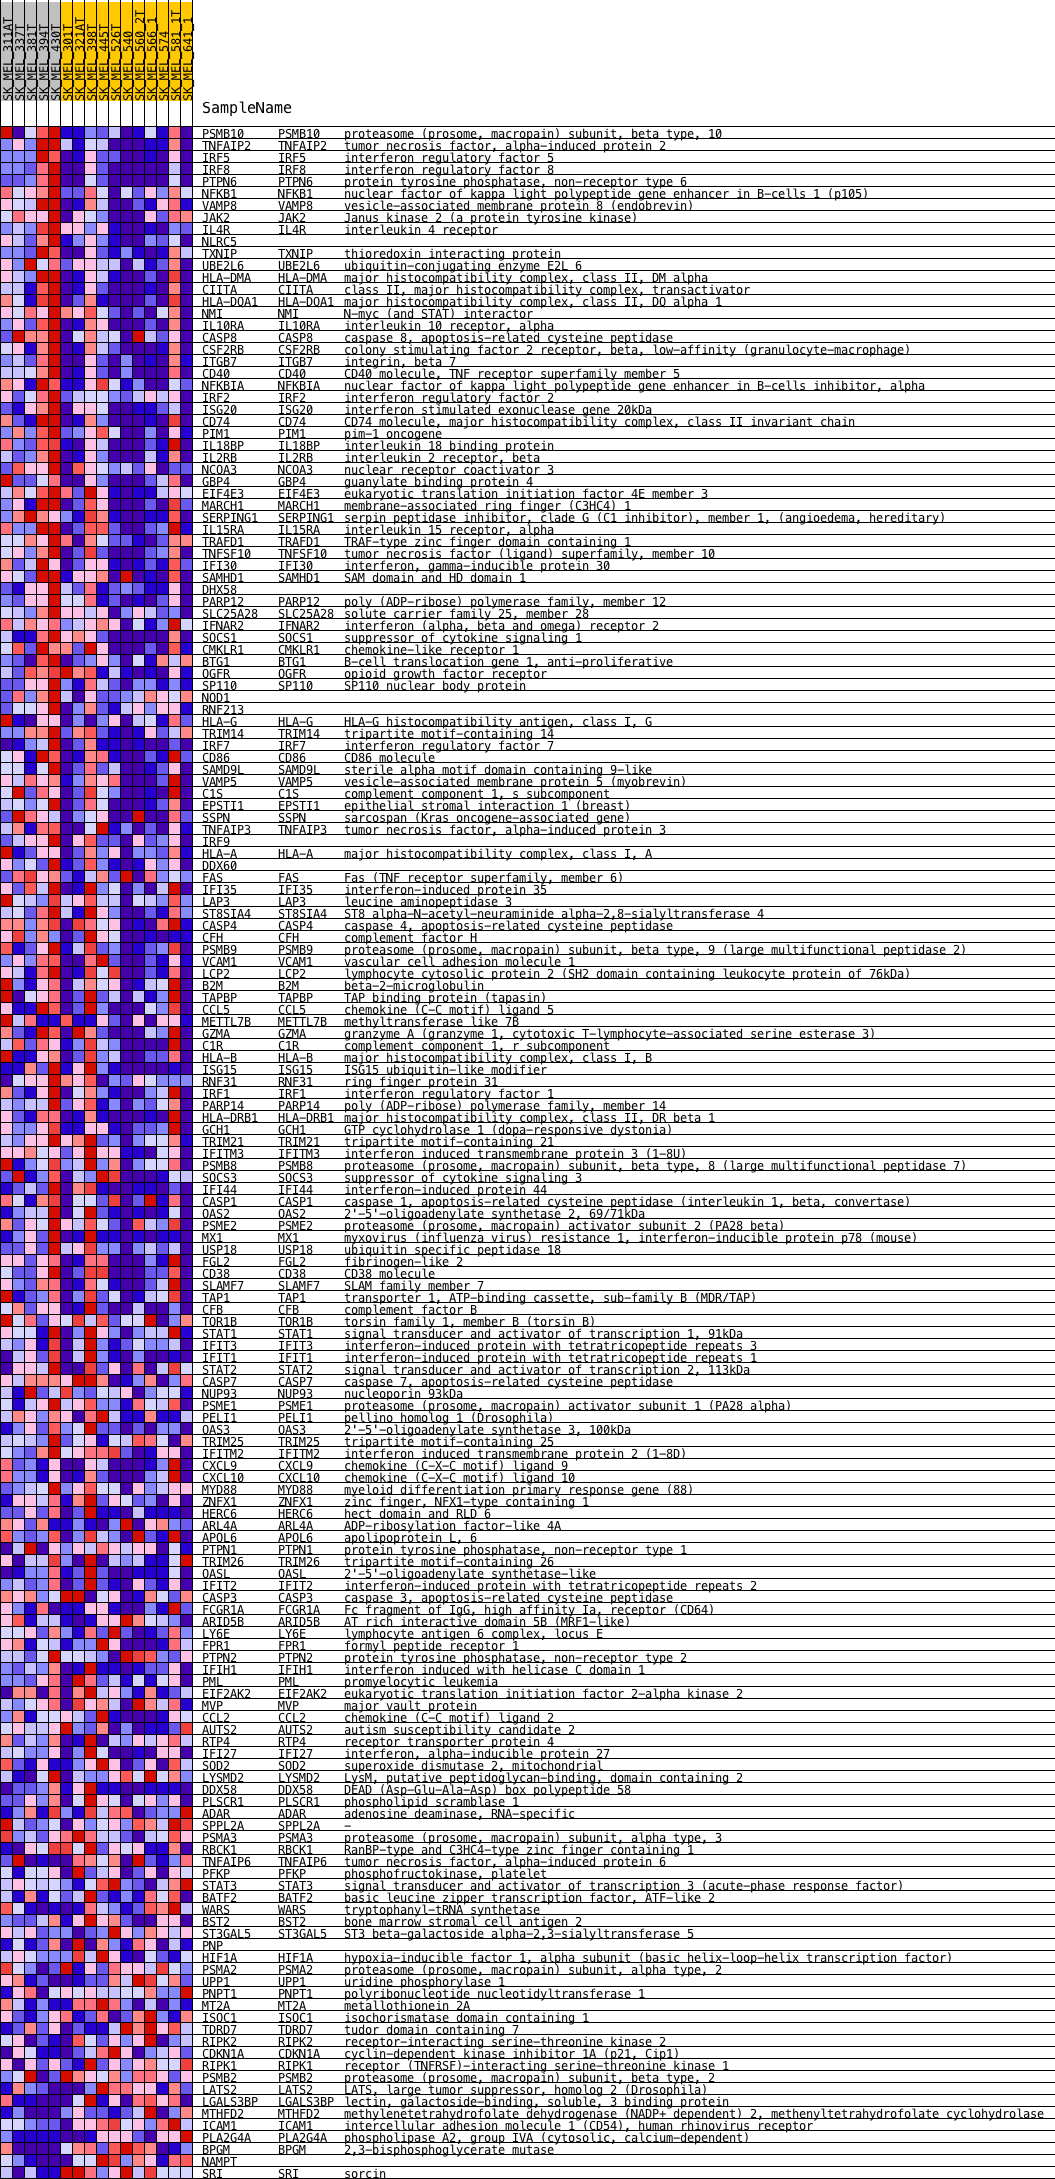 SK_MEL_311AT
SK_MEL_337T
SK_MEL_381T
SK_MEL_394T
SK_MEL_430T
SK_MEL_301T
SK_MEL_321AT
SK_MEL_398T
SK_MEL_445T
SK_MEL_526T
SK_MEL_540
SK_MEL_560_2T
SK_MEL_566_1
SK_MEL_574
SK_MEL_581_1T
SK_MEL_641_1
SampleName
PSMB10 PSMB10 proteasome (prosome, macropain) subunit, beta type, 10
TNFAIP2 TNFAIP2 tumor necrosis factor, alpha-induced protein 2
IRF5 IRF5 interferon regulatory factor 5
IRF8 IRF8 interferon regulatory factor 8
PTPN6 PTPN6 protein tyrosine phosphatase, non-receptor type 6
NFKB1 NFKB1 nuclear factor of kappa light polypeptide gene enhancer in B-cells 1 (p105)
VAMP8 VAMP8 vesicle-associated membrane protein 8 (endobrevin)
JAK2 JAK2 Janus kinase 2 (a protein tyrosine kinase)
IL4R IL4R interleukin 4 receptor
NLRC5
TXNIP TXNIP thioredoxin interacting protein
UBE2L6 UBE2L6 ubiquitin-conjugating enzyme E2L 6
HLA-DMA HLA-DMA major histocompatibility complex, class II, DM alpha
CIITA CIITA class II, major histocompatibility complex, transactivator
HLA-DQA1 HLA-DQA1 major histocompatibility complex, class II, DQ alpha 1
NMI NMI N-myc (and STAT) interactor
IL10RA IL10RA interleukin 10 receptor, alpha
CASP8 CASP8 caspase 8, apoptosis-related cysteine peptidase
CSF2RB CSF2RB colony stimulating factor 2 receptor, beta, low-affinity (granulocyte-macrophage)
ITGB7 ITGB7 integrin, beta 7
CD40 CD40 CD40 molecule, TNF receptor superfamily member 5
NFKBIA NFKBIA nuclear factor of kappa light polypeptide gene enhancer in B-cells inhibitor, alpha
IRF2 IRF2 interferon regulatory factor 2
ISG20 ISG20 interferon stimulated exonuclease gene 20kDa
CD74 CD74 CD74 molecule, major histocompatibility complex, class II invariant chain
PIM1 PIM1 pim-1 oncogene
IL18BP IL18BP interleukin 18 binding protein
IL2RB IL2RB interleukin 2 receptor, beta
NCOA3 NCOA3 nuclear receptor coactivator 3
GBP4 GBP4 guanylate binding protein 4
EIF4E3 EIF4E3 eukaryotic translation initiation factor 4E member 3
MARCH1 MARCH1 membrane-associated ring finger (C3HC4) 1
SERPING1 SERPING1 serpin peptidase inhibitor, clade G (C1 inhibitor), member 1, (angioedema, hereditary)
IL15RA IL15RA interleukin 15 receptor, alpha
TRAFD1 TRAFD1 TRAF-type zinc finger domain containing 1
TNFSF10 TNFSF10 tumor necrosis factor (ligand) superfamily, member 10
IFI30 IFI30 interferon, gamma-inducible protein 30
SAMHD1 SAMHD1 SAM domain and HD domain 1
DHX58
PARP12 PARP12 poly (ADP-ribose) polymerase family, member 12
SLC25A28 SLC25A28 solute carrier family 25, member 28
IFNAR2 IFNAR2 interferon (alpha, beta and omega) receptor 2
SOCS1 SOCS1 suppressor of cytokine signaling 1
CMKLR1 CMKLR1 chemokine-like receptor 1
BTG1 BTG1 B-cell translocation gene 1, anti-proliferative
OGFR OGFR opioid growth factor receptor
SP110 SP110 SP110 nuclear body protein
NOD1
RNF213
HLA-G HLA-G HLA-G histocompatibility antigen, class I, G
TRIM14 TRIM14 tripartite motif-containing 14
IRF7 IRF7 interferon regulatory factor 7
CD86 CD86 CD86 molecule
SAMD9L SAMD9L sterile alpha motif domain containing 9-like
VAMP5 VAMP5 vesicle-associated membrane protein 5 (myobrevin)
C1S C1S complement component 1, s subcomponent
EPSTI1 EPSTI1 epithelial stromal interaction 1 (breast)
SSPN SSPN sarcospan (Kras oncogene-associated gene)
TNFAIP3 TNFAIP3 tumor necrosis factor, alpha-induced protein 3
IRF9
HLA-A HLA-A major histocompatibility complex, class I, A
DDX60
FAS FAS Fas (TNF receptor superfamily, member 6)
IFI35 IFI35 interferon-induced protein 35
LAP3 LAP3 leucine aminopeptidase 3
ST8SIA4 ST8SIA4 ST8 alpha-N-acetyl-neuraminide alpha-2,8-sialyltransferase 4
CASP4 CASP4 caspase 4, apoptosis-related cysteine peptidase
CFH CFH complement factor H
PSMB9 PSMB9 proteasome (prosome, macropain) subunit, beta type, 9 (large multifunctional peptidase 2)
VCAM1 VCAM1 vascular cell adhesion molecule 1
LCP2 LCP2 lymphocyte cytosolic protein 2 (SH2 domain containing leukocyte protein of 76kDa)
B2M B2M beta-2-microglobulin
TAPBP TAPBP TAP binding protein (tapasin)
CCL5 CCL5 chemokine (C-C motif) ligand 5
METTL7B METTL7B methyltransferase like 7B
GZMA GZMA granzyme A (granzyme 1, cytotoxic T-lymphocyte-associated serine esterase 3)
C1R C1R complement component 1, r subcomponent
HLA-B HLA-B major histocompatibility complex, class I, B
ISG15 ISG15 ISG15 ubiquitin-like modifier
RNF31 RNF31 ring finger protein 31
IRF1 IRF1 interferon regulatory factor 1
PARP14 PARP14 poly (ADP-ribose) polymerase family, member 14
HLA-DRB1 HLA-DRB1 major histocompatibility complex, class II, DR beta 1
GCH1 GCH1 GTP cyclohydrolase 1 (dopa-responsive dystonia)
TRIM21 TRIM21 tripartite motif-containing 21
IFITM3 IFITM3 interferon induced transmembrane protein 3 (1-8U)
PSMB8 PSMB8 proteasome (prosome, macropain) subunit, beta type, 8 (large multifunctional peptidase 7)
SOCS3 SOCS3 suppressor of cytokine signaling 3
IFI44 IFI44 interferon-induced protein 44
CASP1 CASP1 caspase 1, apoptosis-related cysteine peptidase (interleukin 1, beta, convertase)
OAS2 OAS2 2'-5'-oligoadenylate synthetase 2, 69/71kDa
PSME2 PSME2 proteasome (prosome, macropain) activator subunit 2 (PA28 beta)
MX1 MX1 myxovirus (influenza virus) resistance 1, interferon-inducible protein p78 (mouse)
USP18 USP18 ubiquitin specific peptidase 18
FGL2 FGL2 fibrinogen-like 2
CD38 CD38 CD38 molecule
SLAMF7 SLAMF7 SLAM family member 7
TAP1 TAP1 transporter 1, ATP-binding cassette, sub-family B (MDR/TAP)
CFB CFB complement factor B
TOR1B TOR1B torsin family 1, member B (torsin B)
STAT1 STAT1 signal transducer and activator of transcription 1, 91kDa
IFIT3 IFIT3 interferon-induced protein with tetratricopeptide repeats 3
IFIT1 IFIT1 interferon-induced protein with tetratricopeptide repeats 1
STAT2 STAT2 signal transducer and activator of transcription 2, 113kDa
CASP7 CASP7 caspase 7, apoptosis-related cysteine peptidase
NUP93 NUP93 nucleoporin 93kDa
PSME1 PSME1 proteasome (prosome, macropain) activator subunit 1 (PA28 alpha)
PELI1 PELI1 pellino homolog 1 (Drosophila)
OAS3 OAS3 2'-5'-oligoadenylate synthetase 3, 100kDa
TRIM25 TRIM25 tripartite motif-containing 25
IFITM2 IFITM2 interferon induced transmembrane protein 2 (1-8D)
CXCL9 CXCL9 chemokine (C-X-C motif) ligand 9
CXCL10 CXCL10 chemokine (C-X-C motif) ligand 10
MYD88 MYD88 myeloid differentiation primary response gene (88)
ZNFX1 ZNFX1 zinc finger, NFX1-type containing 1
HERC6 HERC6 hect domain and RLD 6
ARL4A ARL4A ADP-ribosylation factor-like 4A
APOL6 APOL6 apolipoprotein L, 6
PTPN1 PTPN1 protein tyrosine phosphatase, non-receptor type 1
TRIM26 TRIM26 tripartite motif-containing 26
OASL OASL 2'-5'-oligoadenylate synthetase-like
IFIT2 IFIT2 interferon-induced protein with tetratricopeptide repeats 2
CASP3 CASP3 caspase 3, apoptosis-related cysteine peptidase
FCGR1A FCGR1A Fc fragment of IgG, high affinity Ia, receptor (CD64)
ARID5B ARID5B AT rich interactive domain 5B (MRF1-like)
LY6E LY6E lymphocyte antigen 6 complex, locus E
FPR1 FPR1 formyl peptide receptor 1
PTPN2 PTPN2 protein tyrosine phosphatase, non-receptor type 2
IFIH1 IFIH1 interferon induced with helicase C domain 1
PML PML promyelocytic leukemia
EIF2AK2 EIF2AK2 eukaryotic translation initiation factor 2-alpha kinase 2
MVP MVP major vault protein
CCL2 CCL2 chemokine (C-C motif) ligand 2
AUTS2 AUTS2 autism susceptibility candidate 2
RTP4 RTP4 receptor transporter protein 4
IFI27 IFI27 interferon, alpha-inducible protein 27
SOD2 SOD2 superoxide dismutase 2, mitochondrial
LYSMD2 LYSMD2 LysM, putative peptidoglycan-binding, domain containing 2
DDX58 DDX58 DEAD (Asp-Glu-Ala-Asp) box polypeptide 58
PLSCR1 PLSCR1 phospholipid scramblase 1
ADAR ADAR adenosine deaminase, RNA-specific
SPPL2A SPPL2A -
PSMA3 PSMA3 proteasome (prosome, macropain) subunit, alpha type, 3
RBCK1 RBCK1 RanBP-type and C3HC4-type zinc finger containing 1
TNFAIP6 TNFAIP6 tumor necrosis factor, alpha-induced protein 6
PFKP PFKP phosphofructokinase, platelet
STAT3 STAT3 signal transducer and activator of transcription 3 (acute-phase response factor)
BATF2 BATF2 basic leucine zipper transcription factor, ATF-like 2
WARS WARS tryptophanyl-tRNA synthetase
BST2 BST2 bone marrow stromal cell antigen 2
ST3GAL5 ST3GAL5 ST3 beta-galactoside alpha-2,3-sialyltransferase 5
PNP
HIF1A HIF1A hypoxia-inducible factor 1, alpha subunit (basic helix-loop-helix transcription factor)
PSMA2 PSMA2 proteasome (prosome, macropain) subunit, alpha type, 2
UPP1 UPP1 uridine phosphorylase 1
PNPT1 PNPT1 polyribonucleotide nucleotidyltransferase 1
MT2A MT2A metallothionein 2A
ISOC1 ISOC1 isochorismatase domain containing 1
TDRD7 TDRD7 tudor domain containing 7
RIPK2 RIPK2 receptor-interacting serine-threonine kinase 2
CDKN1A CDKN1A cyclin-dependent kinase inhibitor 1A (p21, Cip1)
RIPK1 RIPK1 receptor (TNFRSF)-interacting serine-threonine kinase 1
PSMB2 PSMB2 proteasome (prosome, macropain) subunit, beta type, 2
LATS2 LATS2 LATS, large tumor suppressor, homolog 2 (Drosophila)
LGALS3BP LGALS3BP lectin, galactoside-binding, soluble, 3 binding protein
MTHFD2 MTHFD2 methylenetetrahydrofolate dehydrogenase (NADP+ dependent) 2, methenyltetrahydrofolate cyclohydrolase
ICAM1 ICAM1 intercellular adhesion molecule 1 (CD54), human rhinovirus receptor
PLA2G4A PLA2G4A phospholipase A2, group IVA (cytosolic, calcium-dependent)
BPGM BPGM 2,3-bisphosphoglycerate mutase
NAMPT
SRI SRI sorcin